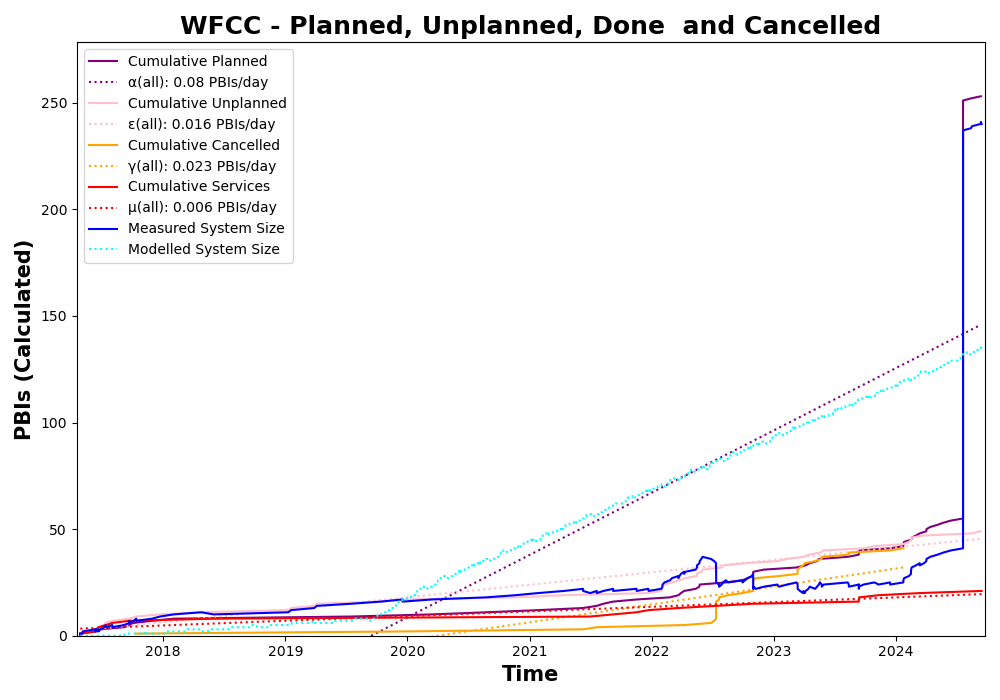 WFCC - Planned, Unplanned, Done  and Cancelled
Cumulative Planned
α(all): 0.08 PBIs/day
Cumulative Unplanned
ε(all): 0.016 PBIs/day
Cumulative Cancelled
γ(all): 0.023 PBIs/day
Cumulative Services
μ(all): 0.006 PBIs/day
Measured System Size
Modelled System Size
PBIs (Calculated)
250
200
150
100
50
0
2018 2019 2020 2021 2022 2023 2024
Time